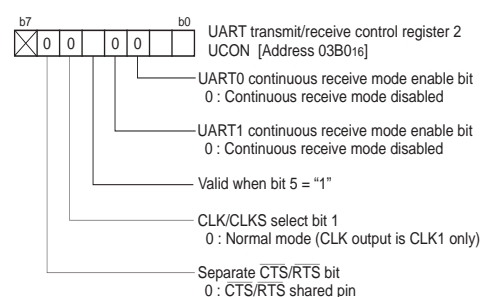 b7 b0
0 0 0 0
UART transmit/receive control register 2
UCON [Address 03B016]
UART0 continuous receive mode enable bit
0 : Continuous receive mode disabled
UART1 continuous receive mode enable bit
0 : Continuous receive mode disabled
Valid when bit 5 = “1”
CLK/CLKS select bit 1
0 : Normal mode (CLK output is CLK1 only)
Separate CTS/RTS bit
0 : CTS/RTS shared pin